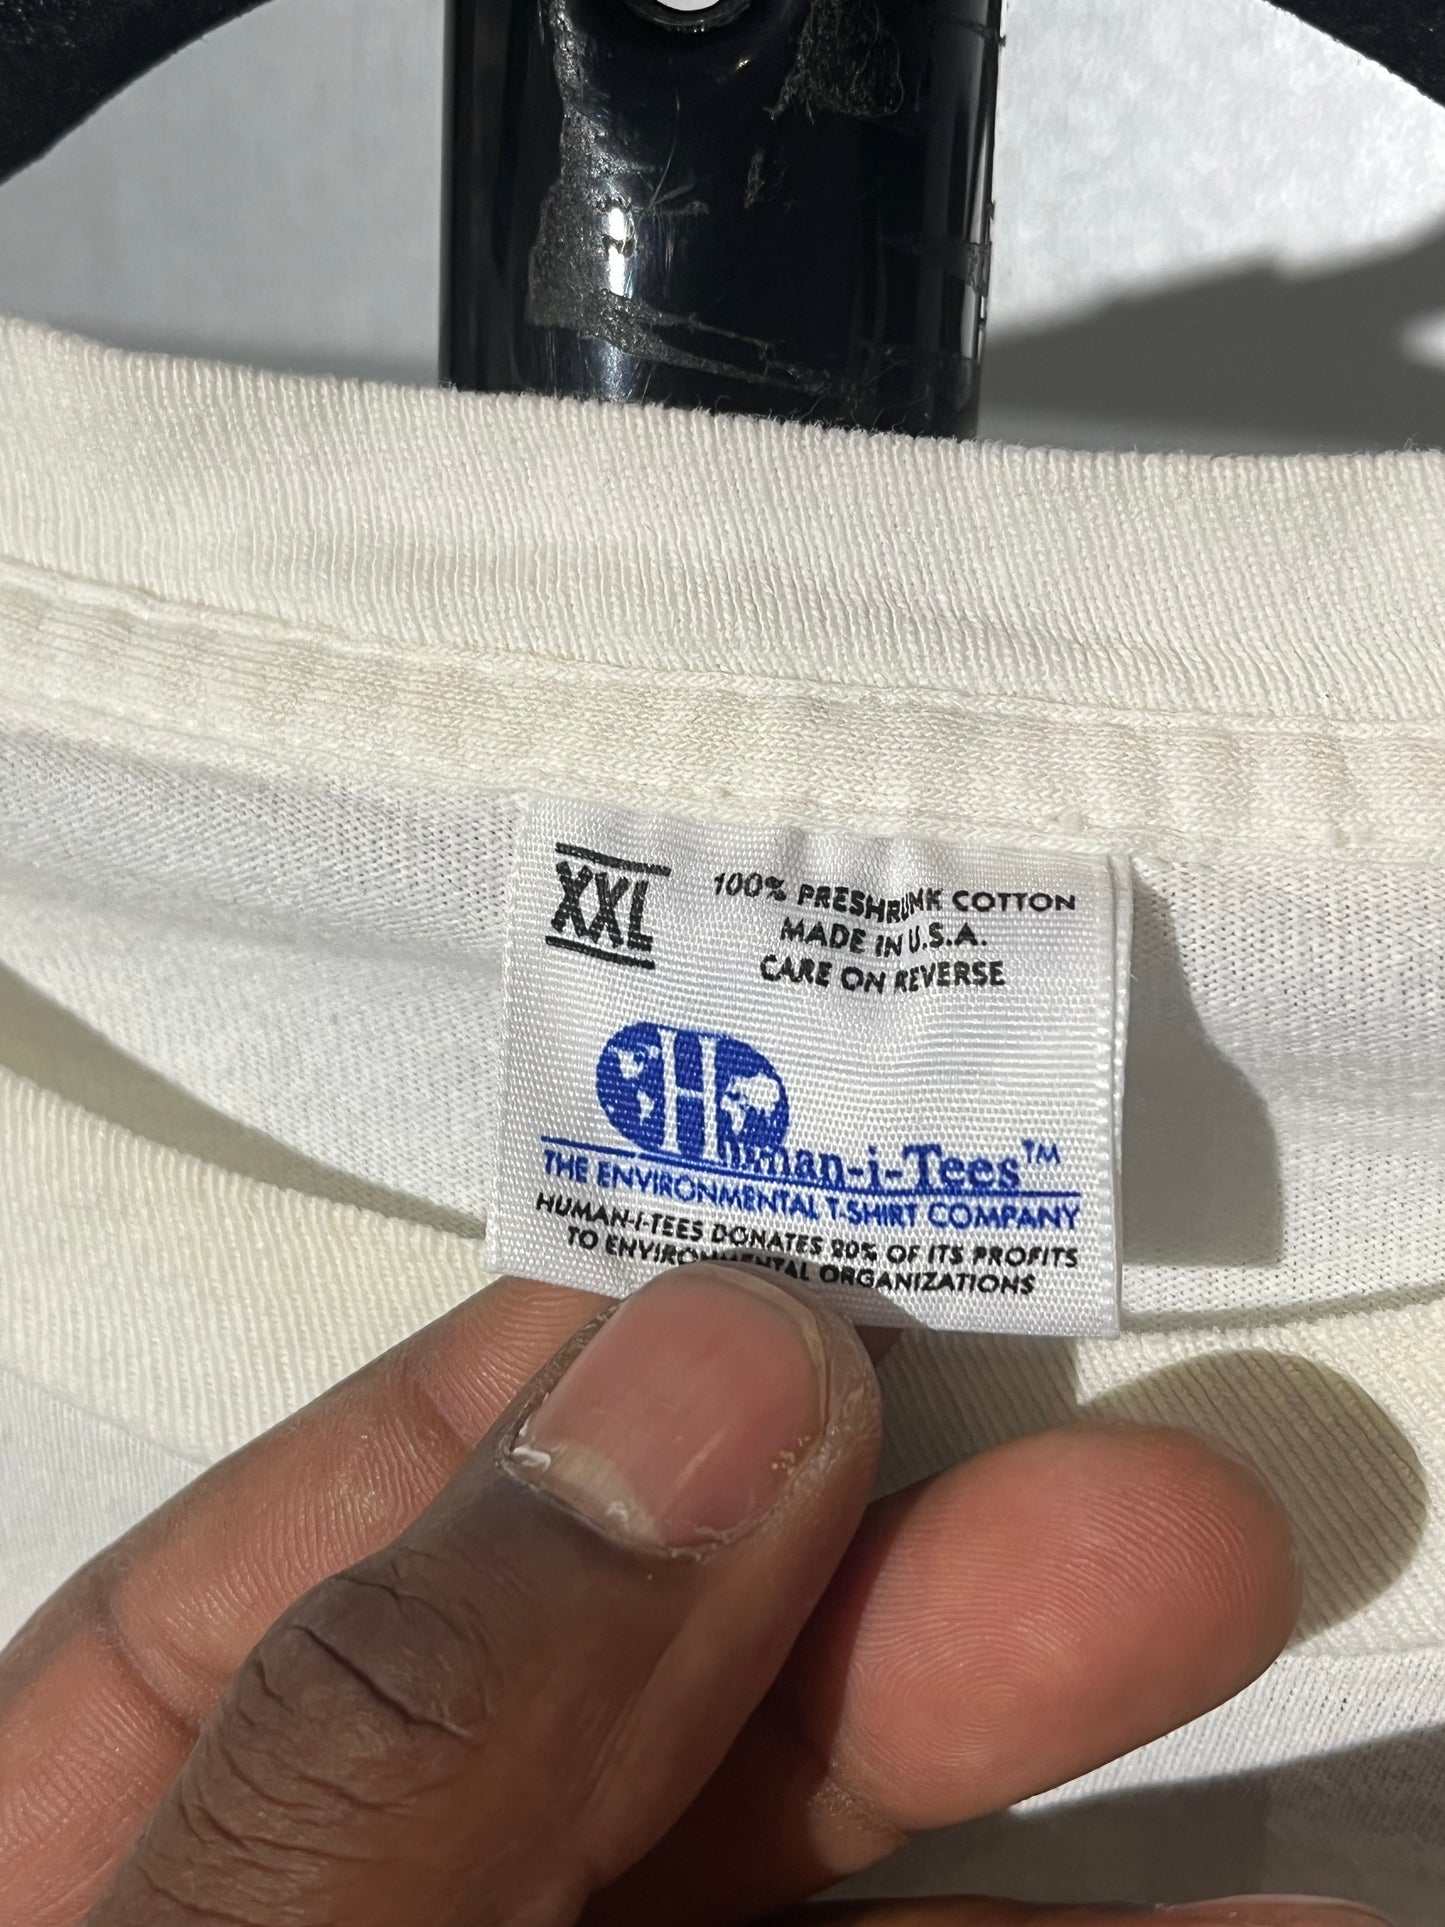 XXL
100% PRESHRUNK COTTON
MADE IN U.S.A.
CARE ON REVERSE
Human-i-Tees™
THE ENVIRONMENTAL T-SHIRT COMPANY
HUMAN-I-TEES DONATES 20% OF ITS PROFITS
TO ENVIRONMENTAL ORGANIZATIONS